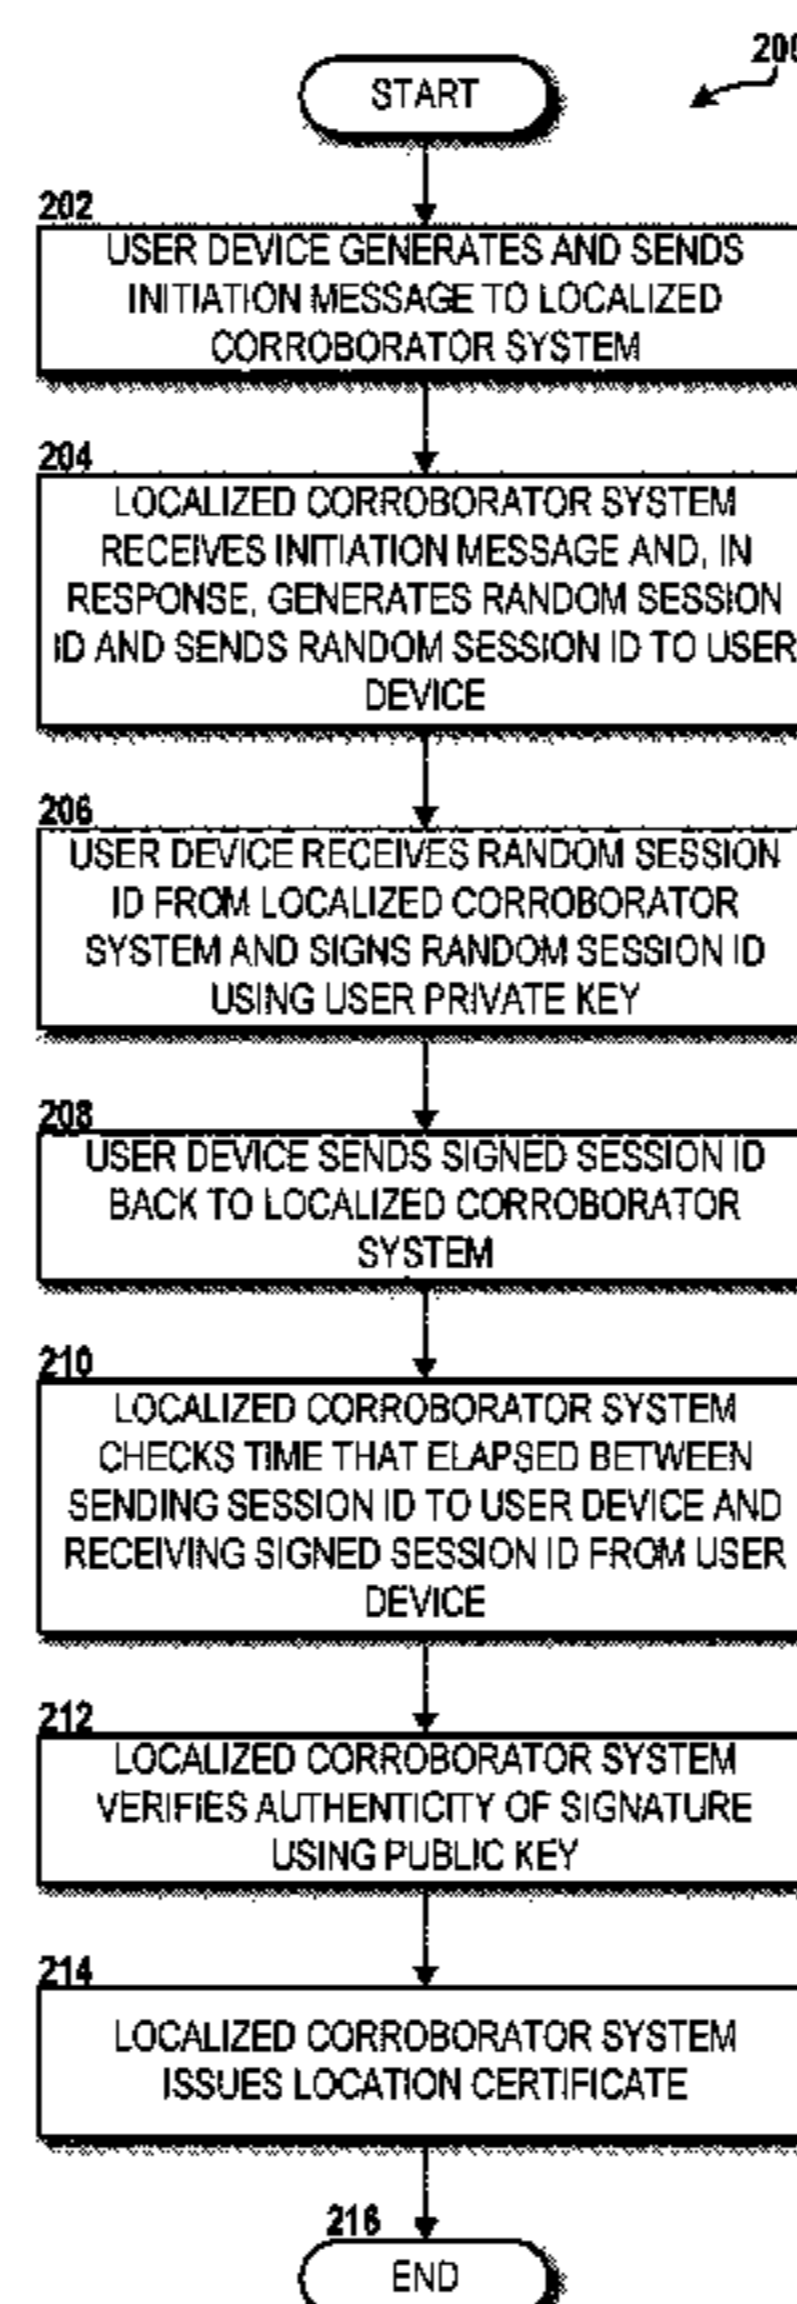 200
START
202
USER DEVICE GENERATES AND SENDS
INITIATION MESSAGE TO LOCALIZED
CORROBORATOR SYSTEM
204
LOCALIZED CORROBORATOR SYSTEM
RECEIVES INITIATION MESSAGE AND, IN
RESPONSE, GENERATES RANDOM SESSION
ID AND SENDS RANDOM SESSION ID TO USER
DEVICE
206
USER DEVICE RECEIVES RANDOM SESSION
ID FROM LOCALIZED CORROBORATOR
SYSTEM AND SIGNS RANDOM SESSION ID
USING USER PRIVATE KEY
208
USER DEVICE SENDS SIGNED SESSION ID
BACK TO LOCALIZED CORROBORATOR
SYSTEM
210
LOCALIZED CORROBORATOR SYSTEM
CHECKS TIME THAT ELAPSED BETWEEN
SENDING SESSION ID TO USER DEVICE AND
RECEIVING SIGNED SESSION ID FROM USER
DEVICE
212
LOCALIZED CORROBORATOR SYSTEM
VERIFIES AUTHENTICITY OF SIGNATURE
USING PUBLIC KEY
214
LOCALIZED CORROBORATOR SYSTEM
ISSUES LOCATION CERTIFICATE
216
END